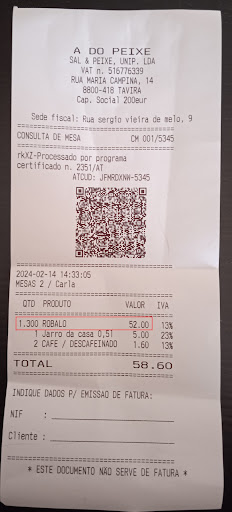 A DO PEIXE
SAL & PEIXE, UNIP. LDA
VAT n. 516776339
RUA MARIA CAMPINA, 14
8800-418 TAVIRA
Cap. Social 200eur
Sede fiscal: Rua sergio vieira de melo, 9
CONSULTA DE MESA CM 001/5345
rkXZ-Processado por programa
certificado n. 2351/AT
ATCUD: JFMRDXNW-5345
2024-02-14 14:33:05
MESAS 2 / Carla
QTD PRODUTO VALOR IVA
1.300 ROBALO 52.00 13%
1 Jarro da casa 0,5l 5.00 23%
2 CAFE / DESCAFEINADO 1.60 13%
TOTAL 58.60
INDIQUE DADOS P/ EMISSAO DE FATURA:
NIF :
Cliente :
* ESTE DOCUMENTO NÃO SERVE DE FATURA *